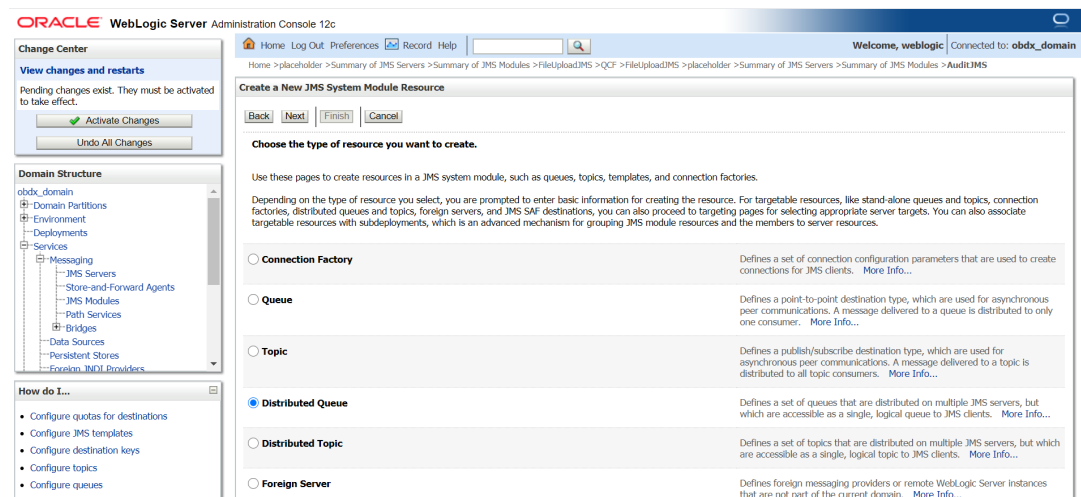 ORACLE WebLogic Server Administration Console 12c
Change Center
View changes and restarts
Pending changes exist. They must be activated
to take effect.
Activate Changes
Undo All Changes
Domain Structure
obdx_domain
Domain Partitions
Environment
Deployments
Services
Messaging
JMS Servers
Store-and-Forward Agents
JMS Modules
Path Services
Bridges
Data Sources
Persistent Stores
Foreign JNDI Providers
How do I...
Configure quotas for destinations
Configure JMS templates
Configure destination keys
Configure topics
Configure queues
Home Log Out Preferences Record Help
Welcome, weblogic Connected to: obdx_domain
Home >placeholder >Summary of JMS Servers >Summary of JMS Modules >FileUploadJMS >QCF >FileUploadJMS >placeholder >Summary of JMS Servers >Summary of JMS Modules >AuditJMS
Create a New JMS System Module Resource
Back Next Finish Cancel
Choose the type of resource you want to create.
Use these pages to create resources in a JMS system module, such as queues, topics, templates, and connection factories.
Depending on the type of resource you select, you are prompted to enter basic information for creating the resource. For targetable resources, like stand-alone queues and topics, connection
factories, distributed queues and topics, foreign servers, and JMS SAF destinations, you can also proceed to targeting pages for selecting appropriate server targets. You can also associate
targetable resources with subdeployments, which is an advanced mechanism for grouping JMS module resources and the members to server resources.
Connection Factory
Defines a set of connection configuration parameters that are used to create
connections for JMS clients. More Info...
Queue
Defines a point-to-point destination type, which are used for asynchronous
peer communications. A message delivered to a queue is distributed to only
one consumer. More Info...
Topic
Defines a publish/subscribe destination type, which are used for
asynchronous peer communications. A message delivered to a topic is
distributed to all topic consumers. More Info...
Distributed Queue
Defines a set of queues that are distributed on multiple JMS servers, but
which are accessible as a single, logical queue to JMS clients. More Info...
Distributed Topic
Defines a set of topics that are distributed on multiple JMS servers, but which
are accessible as a single, logical topic to JMS clients. More Info...
Foreign Server
Defines foreign messaging providers or remote WebLogic Server instances
that are not part of the current domain. More Info...